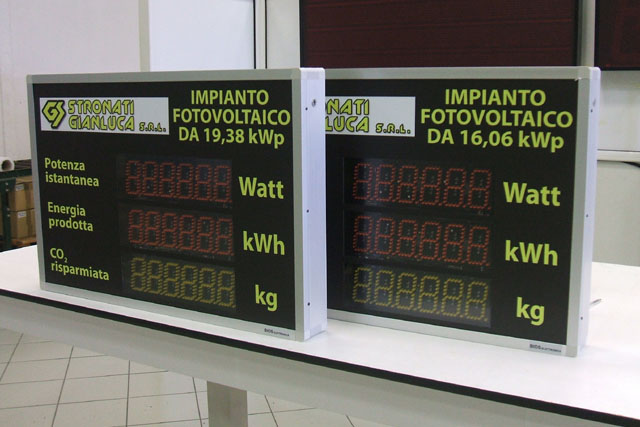 STRONATI
GIANLUCA S.R.L.
IMPIANTO
FOTOVOLTAICO
DA 19,38 kWp
Potenza
istantanea
Watt
Energia
prodotta
kWh
CO2
risparmiata
kg
NATI
LUCA S.R.L.
IMPIANTO
FOTOVOLTAICO
DA 16,06 kWp
Watt
kWh
kg